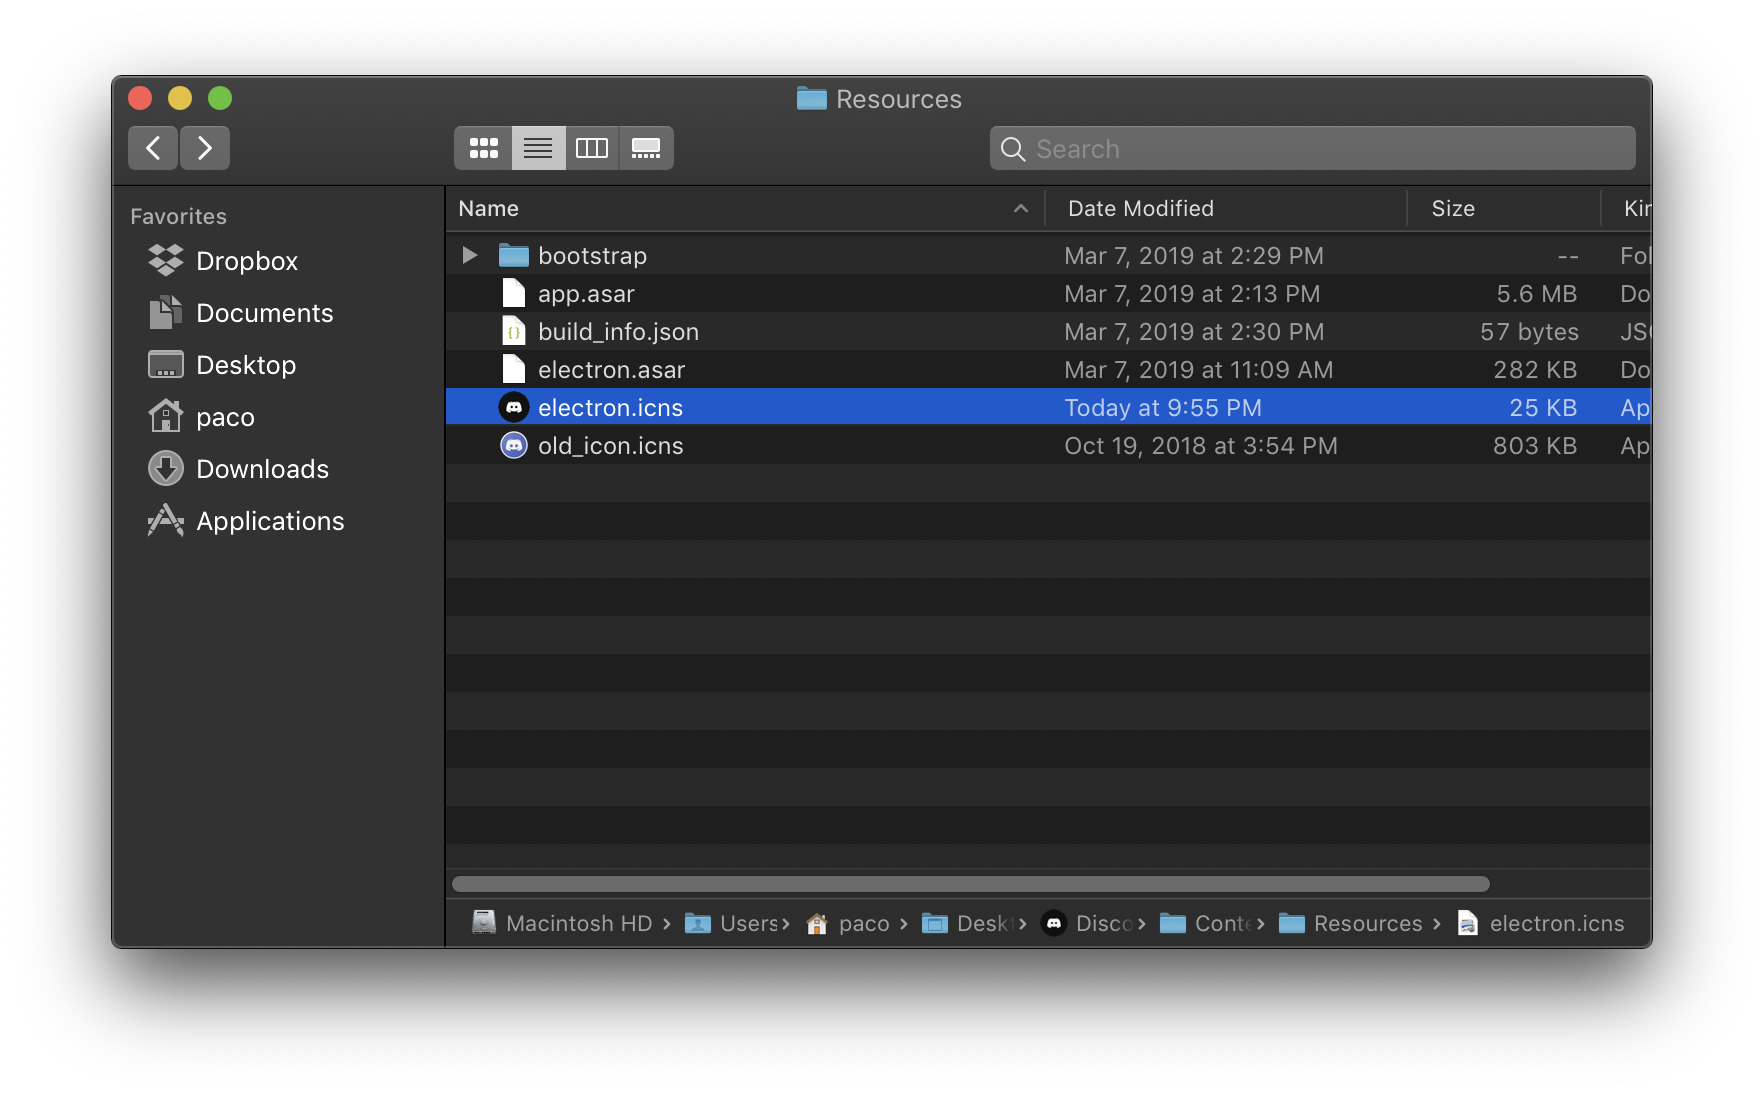 Resources
Search
Favorites
Dropbox
Documents
Desktop
paco
Downloads
Applications
Name Date Modified Size Kin
bootstrap Mar 7, 2019 at 2:29 PM -- Fol
app.asar Mar 7, 2019 at 2:13 PM 5.6 MB Do
build_info.json Mar 7, 2019 at 2:30 PM 57 bytes JSO
electron.asar Mar 7, 2019 at 11:09 AM 282 KB Do
electron.icns Today at 9:55 PM 25 KB Ap
old_icon.icns Oct 19, 2018 at 3:54 PM 803 KB Ap
Macintosh HD › Users › paco › Deskt › Disco › Conte › Resources › electron.icns